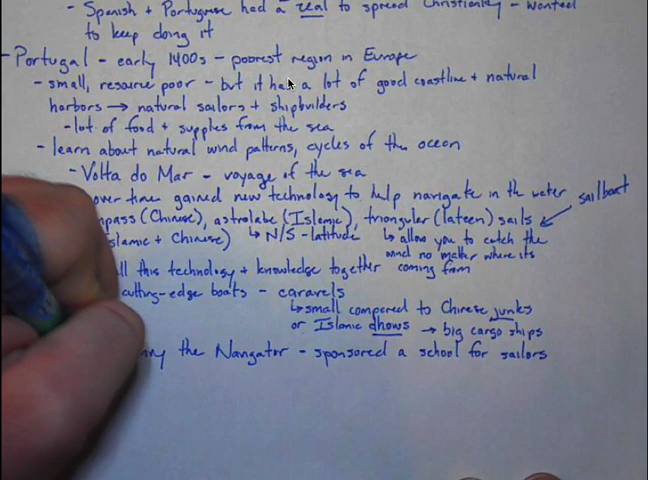 - Spanish + Portuguese had a zeal to spread Christianity - wanted
to keep doing it
- Portugal - early 1400s - poorest region in Europe
- small, resource poor - but it has a lot of good coastline + natural
harbors → natural sailors + shipbuilders
- lot of food + supplies from the sea
- learn about natural wind patterns, cycles of the ocean
- Volta do Mar - voyage of the sea
over time gained new technology to help navigate in the water
sailboat
(Chinese), astrolabe (Islamic), triangular (lateen) sails
Islamic + Chinese) ↳ N/S - latitude ↳ allow you to catch the
wind no matter where its
coming from
all this technology + knowledge together
cutting-edge boats - caravels
↳ small compared to Chinese junks
or Islamic dhows → big cargo ships
the Navigator - sponsored a school for sailors